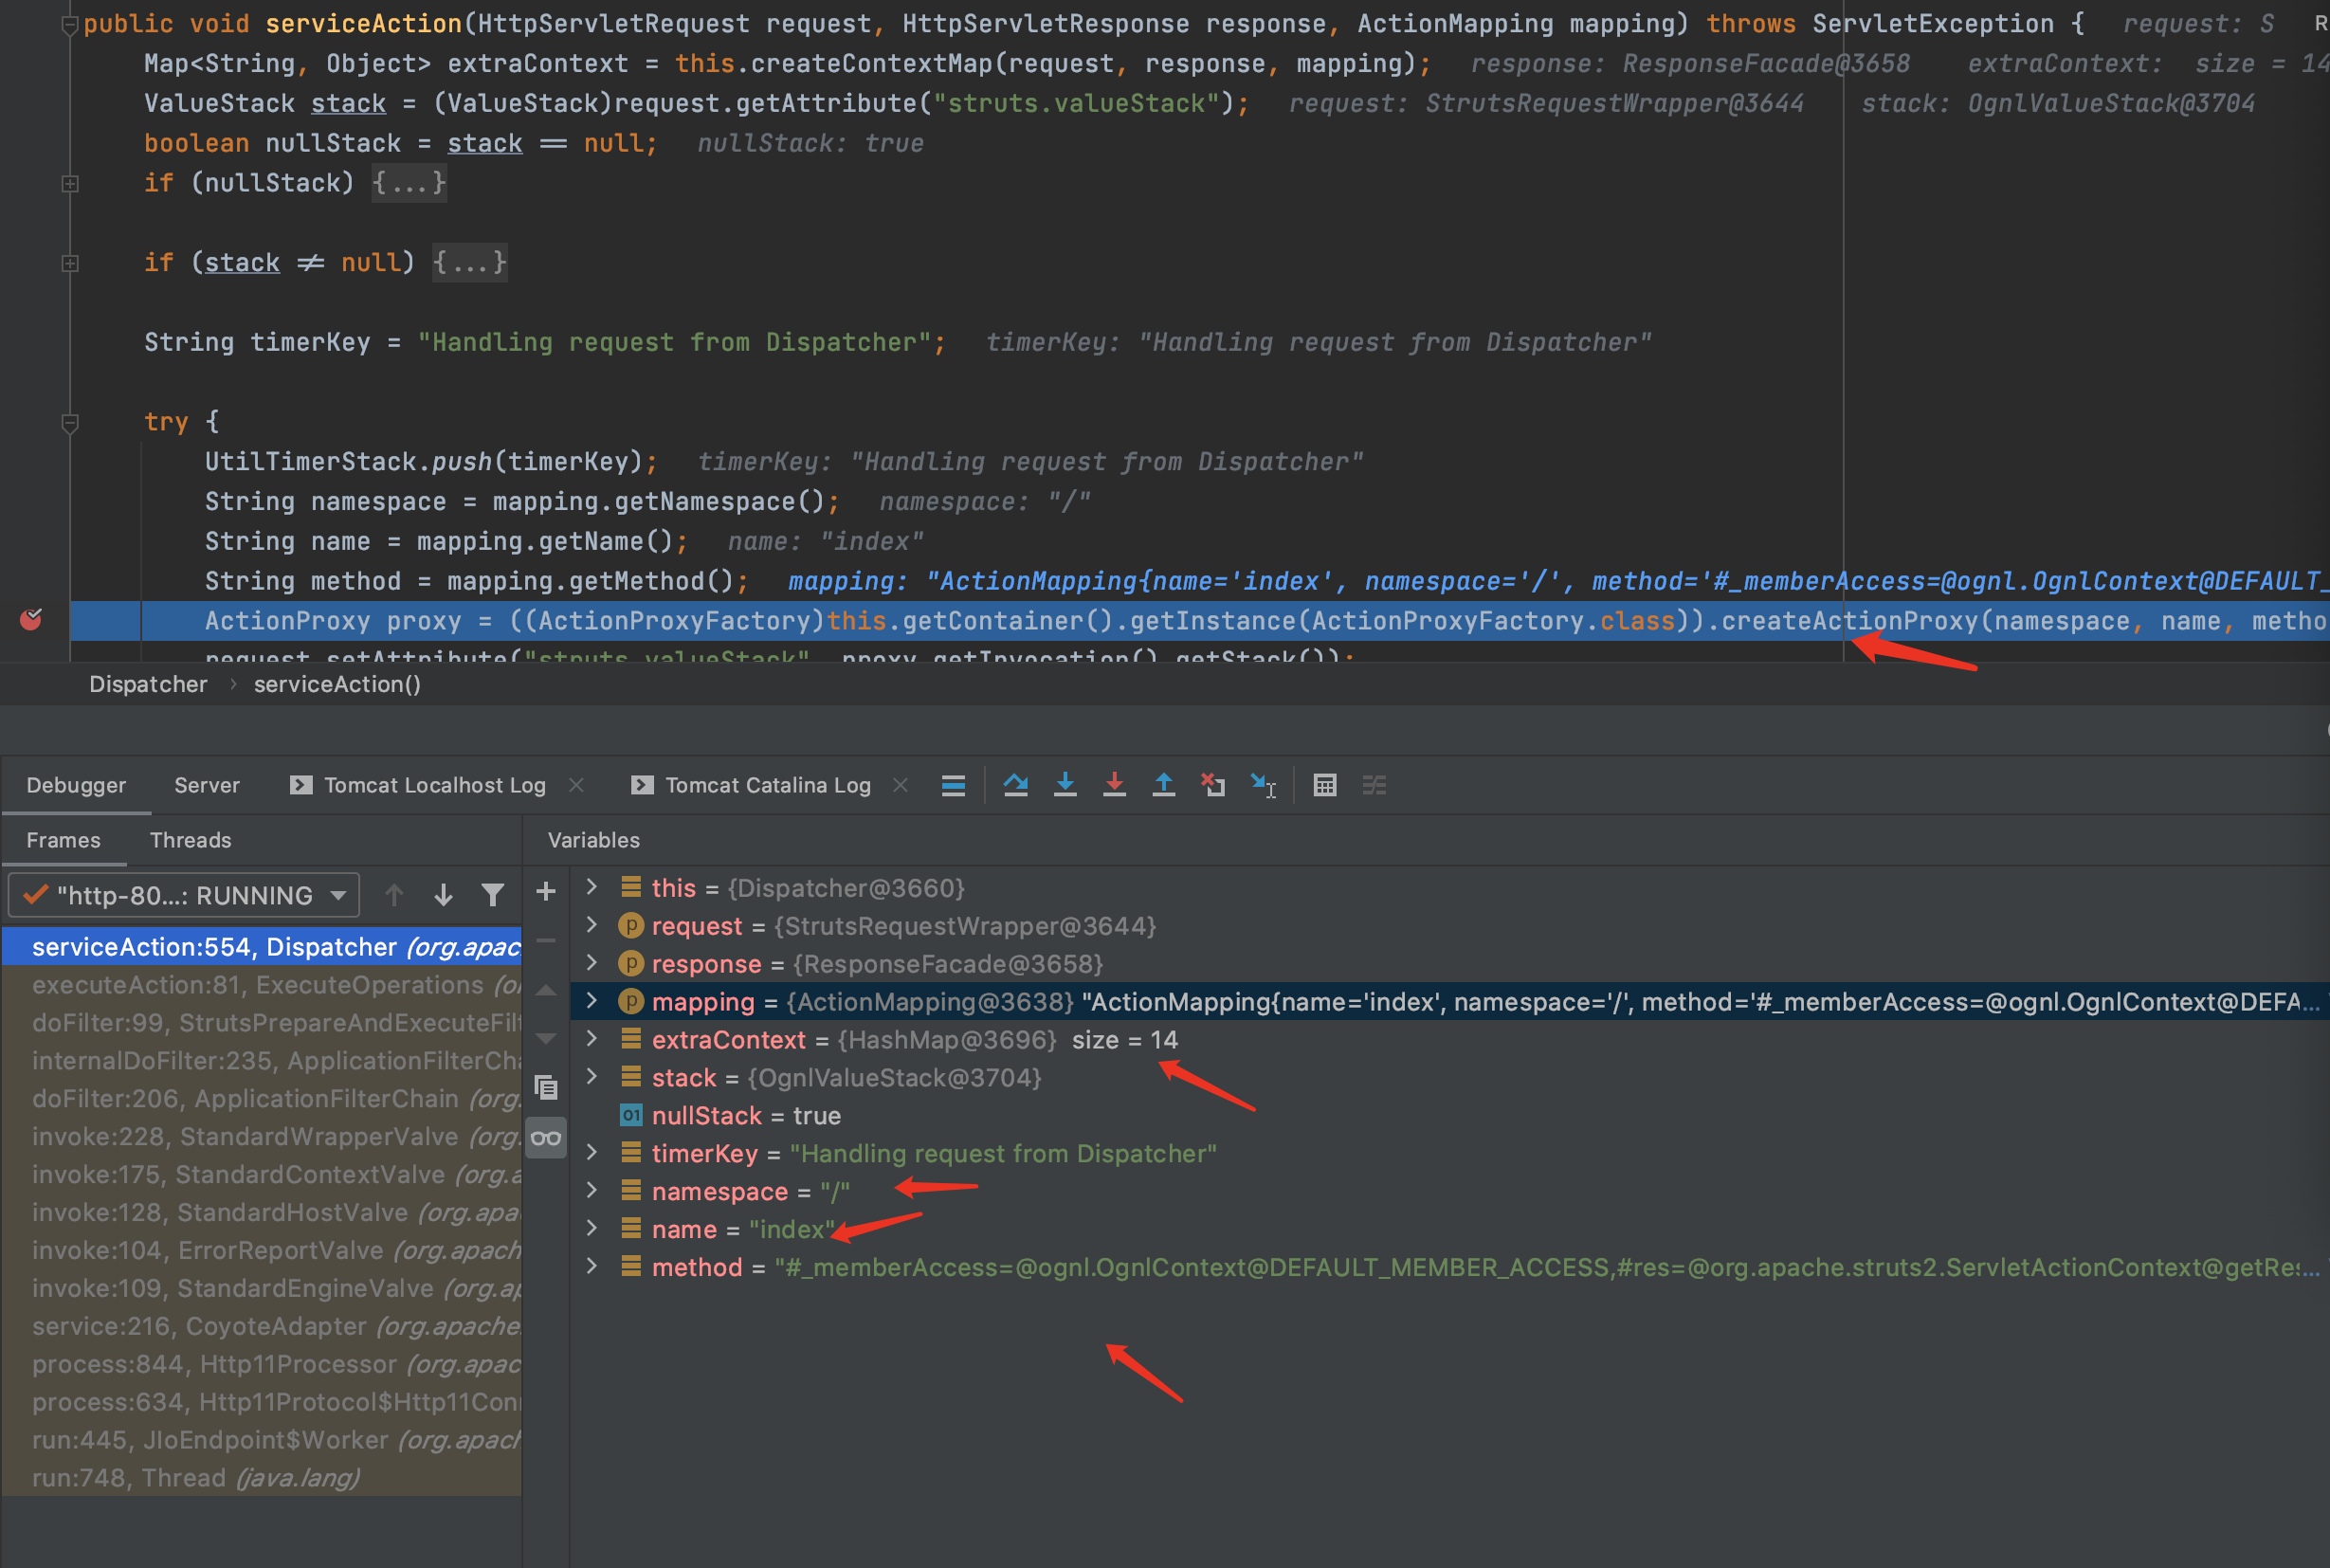 public void serviceAction(HttpServletRequest request, HttpServletResponse response, ActionMapping mapping) throws ServletException {   request: S   R
Map<String, Object> extraContext = this.createContextMap(request, response, mapping);   response: ResponseFacade@3658    extraContext:  size = 14
ValueStack stack = (ValueStack)request.getAttribute("struts.valueStack");   request: StrutsRequestWrapper@3644    stack: OgnlValueStack@3704
boolean nullStack = stack == null;   nullStack: true
if (nullStack) {...}
if (stack ≠ null) {...}
String timerKey = "Handling request from Dispatcher";   timerKey: "Handling request from Dispatcher"
try {
UtilTimerStack.push(timerKey);   timerKey: "Handling request from Dispatcher"
String namespace = mapping.getNamespace();   namespace: "/"
String name = mapping.getName();   name: "index"
String method = mapping.getMethod();   mapping: "ActionMapping{name='index', namespace='/', method='#_memberAccess=@ognl.OgnlContext@DEFAULT_
ActionProxy proxy = ((ActionProxyFactory)this.getContainer().getInstance(ActionProxyFactory.class)).createActionProxy(namespace, name, metho
request.setAttribute("struts.valueStack", proxy.getInvocation().getStack());
Dispatcher › serviceAction()
Debugger   Server   Tomcat Localhost Log   Tomcat Catalina Log
Frames   Threads   Variables
"http-80...: RUNNING
serviceAction:554, Dispatcher (org.apac
executeAction:81, ExecuteOperations (o
doFilter:99, StrutsPrepareAndExecuteFilt
internalDoFilter:235, ApplicationFilterCha
doFilter:206, ApplicationFilterChain (org.
invoke:228, StandardWrapperValve (org.
invoke:175, StandardContextValve (org.a
invoke:128, StandardHostValve (org.apa
invoke:104, ErrorReportValve (org.apach
invoke:109, StandardEngineValve (org.ap
service:216, CoyoteAdapter (org.apache.
process:844, Http11Processor (org.apac
process:634, Http11Protocol$Http11Conn
run:445, JIoEndpoint$Worker (org.apach
run:748, Thread (java.lang)
this = {Dispatcher@3660}
p request = {StrutsRequestWrapper@3644}
p response = {ResponseFacade@3658}
p mapping = {ActionMapping@3638} "ActionMapping{name='index', namespace='/', method='#_memberAccess=@ognl.OgnlContext@DEFA...
extraContext = {HashMap@3696}  size = 14
stack = {OgnlValueStack@3704}
01 nullStack = true
timerKey = "Handling request from Dispatcher"
namespace = "/"
name = "index"
method = "#_memberAccess=@ognl.OgnlContext@DEFAULT_MEMBER_ACCESS,#res=@org.apache.struts2.ServletActionContext@getRes...